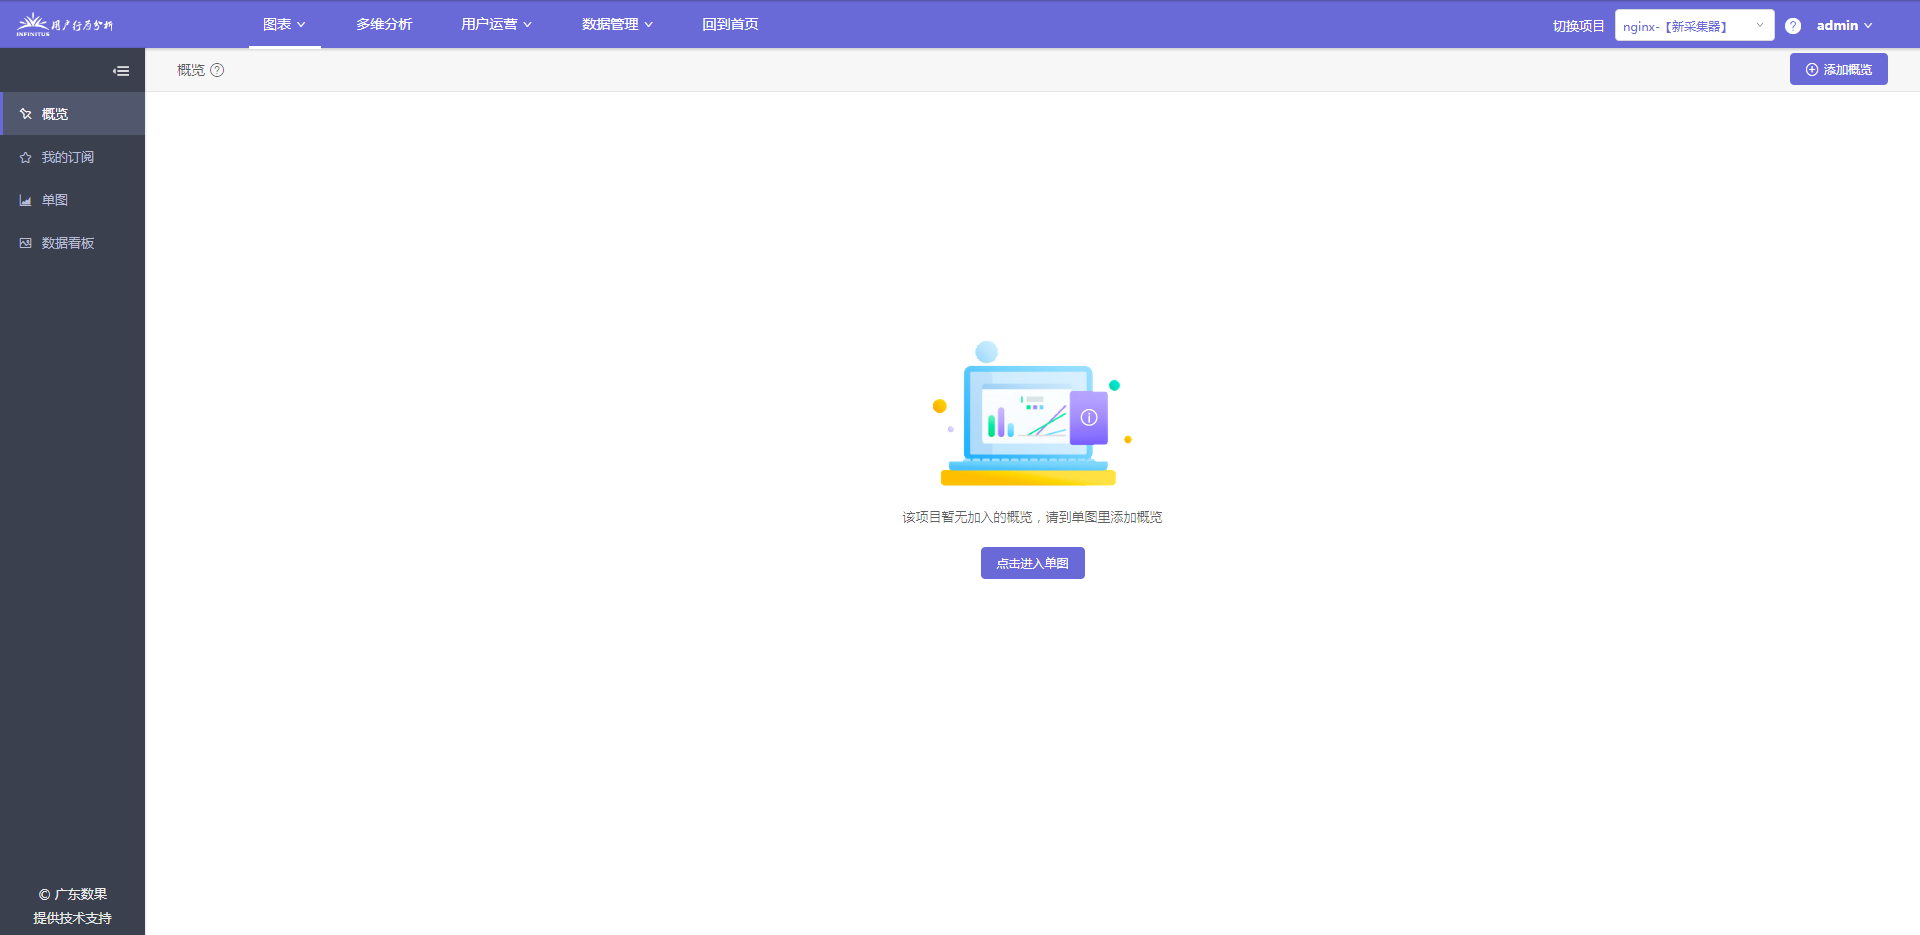 INFINITUS 用户行为分析
图表
多维分析
用户运营
数据管理
回到首页
切换项目
nginx-【新采集器】
admin
概览
添加概览
概览
我的订阅
单图
数据看板
该项目暂无加入的概览，请到单图里添加概览
点击进入单图
© 广东数果
提供技术支持